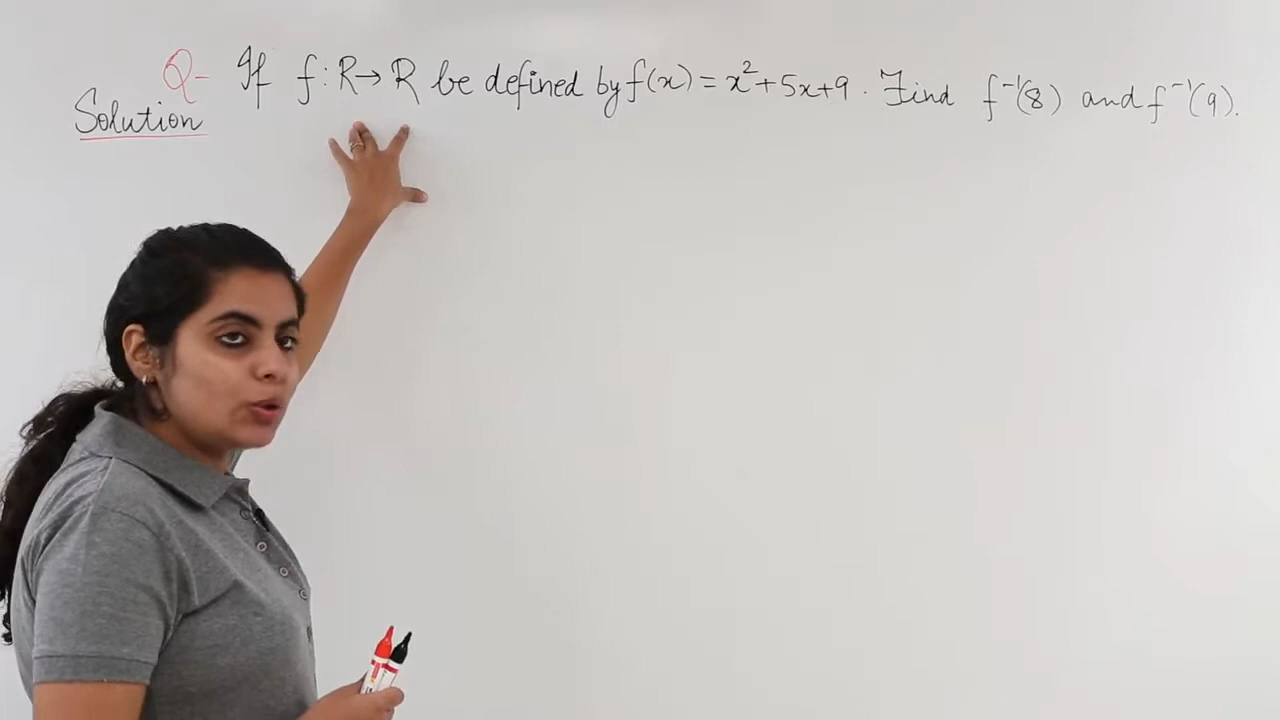 Q- If f: R→R be defined by f(x) = x²+5x+9. Find f⁻¹(8) and f⁻¹(9).
Solution